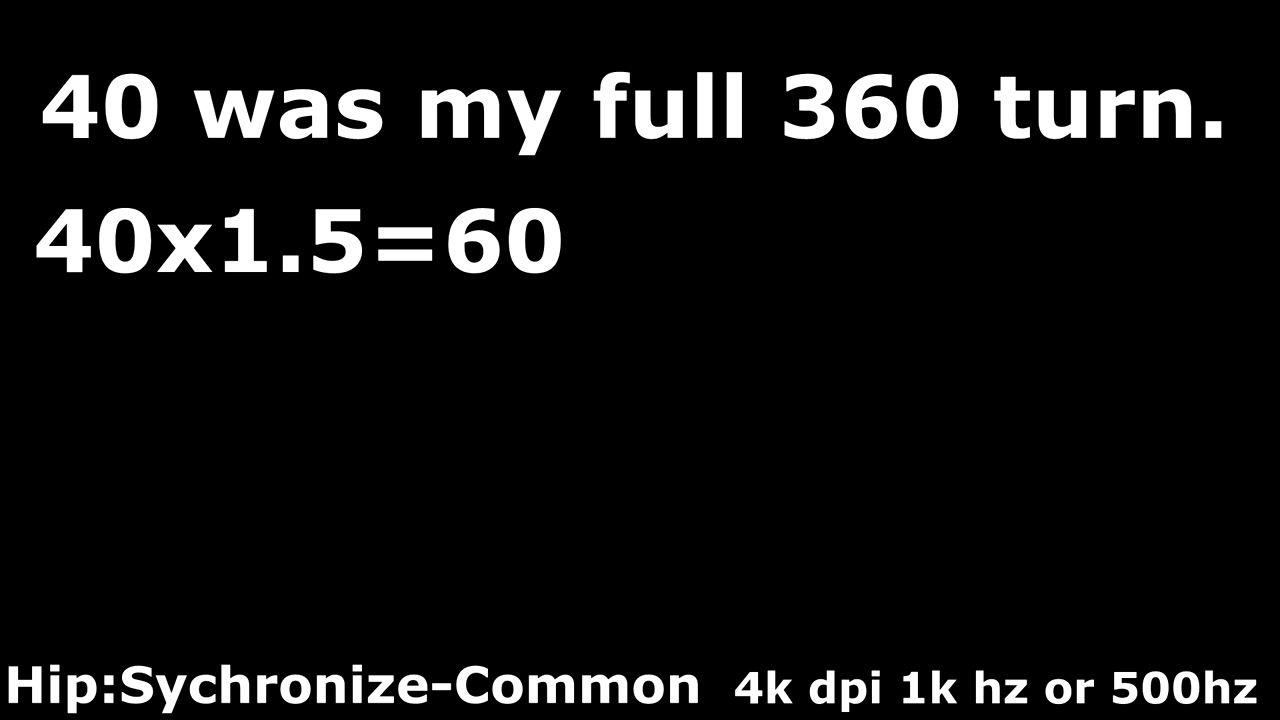 40 was my full 360 turn.
40x1.5=60
Hip:Sychronize-Common 4k dpi 1k hz or 500hz